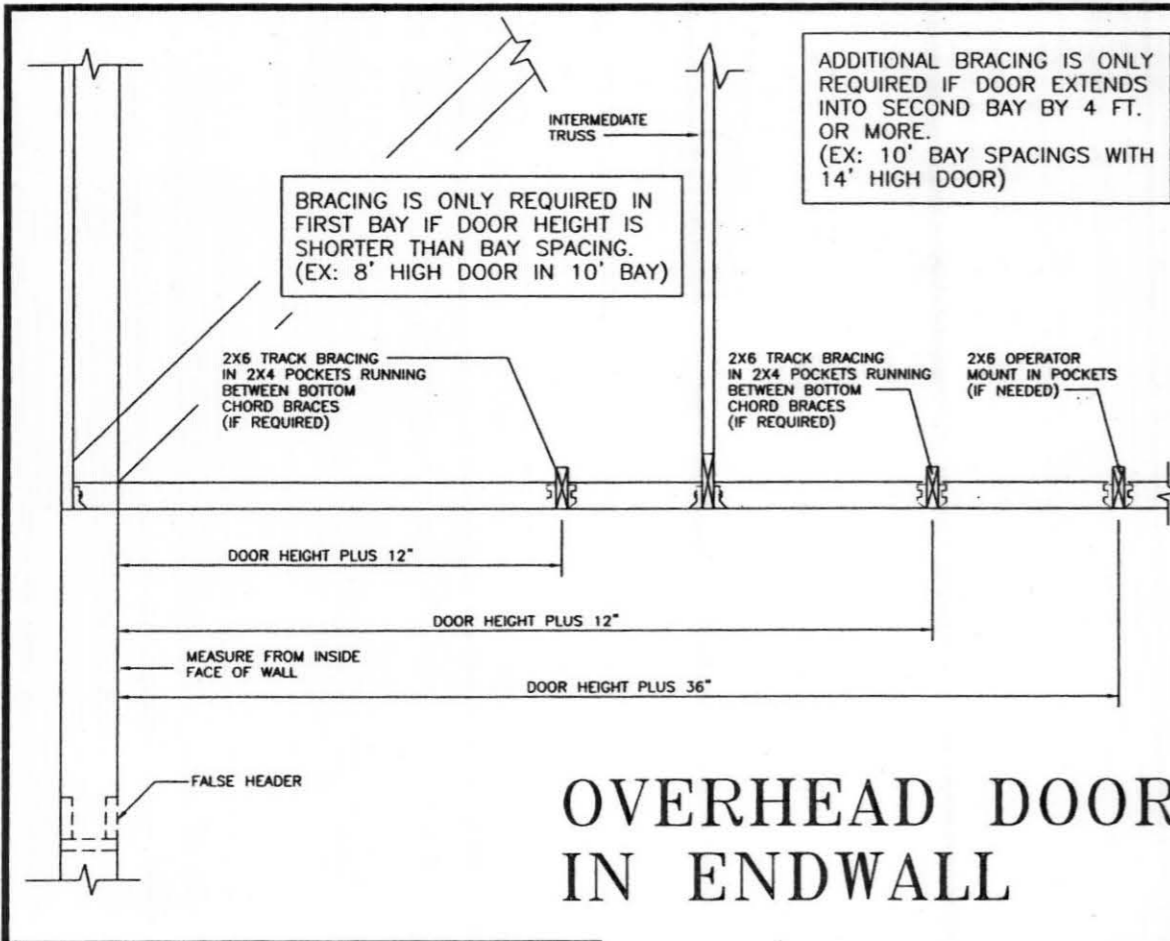 ADDITIONAL BRACING IS ONLY
REQUIRED IF DOOR EXTENDS
INTO SECOND BAY BY 4 FT.
OR MORE.
(EX: 10' BAY SPACINGS WITH
14' HIGH DOOR)
INTERMEDIATE
TRUSS
BRACING IS ONLY REQUIRED IN
FIRST BAY IF DOOR HEIGHT IS
SHORTER THAN BAY SPACING.
(EX: 8' HIGH DOOR IN 10' BAY)
2X6 TRACK BRACING
IN 2X4 POCKETS RUNNING
BETWEEN BOTTOM
CHORD BRACES
(IF REQUIRED)
2X6 TRACK BRACING
IN 2X4 POCKETS RUNNING
BETWEEN BOTTOM
CHORD BRACES
(IF REQUIRED)
2X6 OPERATOR
MOUNT IN POCKETS
(IF NEEDED)
DOOR HEIGHT PLUS 12"
DOOR HEIGHT PLUS 12"
MEASURE FROM INSIDE
FACE OF WALL
DOOR HEIGHT PLUS 36"
FALSE HEADER
OVERHEAD DOOR
IN ENDWALL